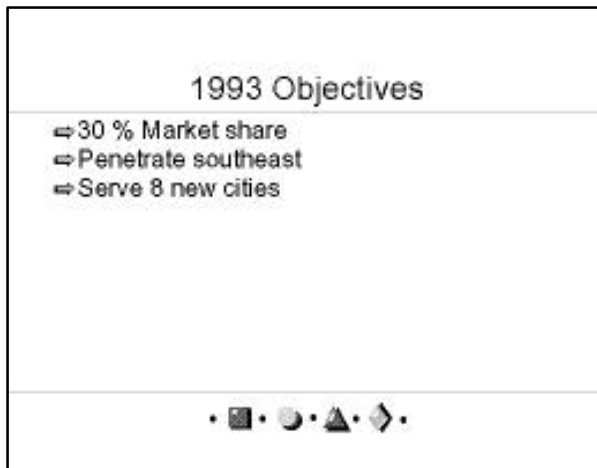 1993 Objectives
⇨30 % Market share
⇨Penetrate southeast
⇨Serve 8 new cities